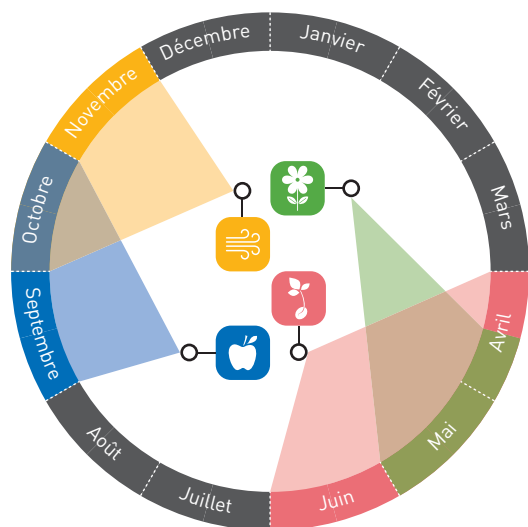 Janvier
Février
Mars
Avril
Mai
Juin
Juillet
Août
Septembre
Octobre
Novembre
Décembre